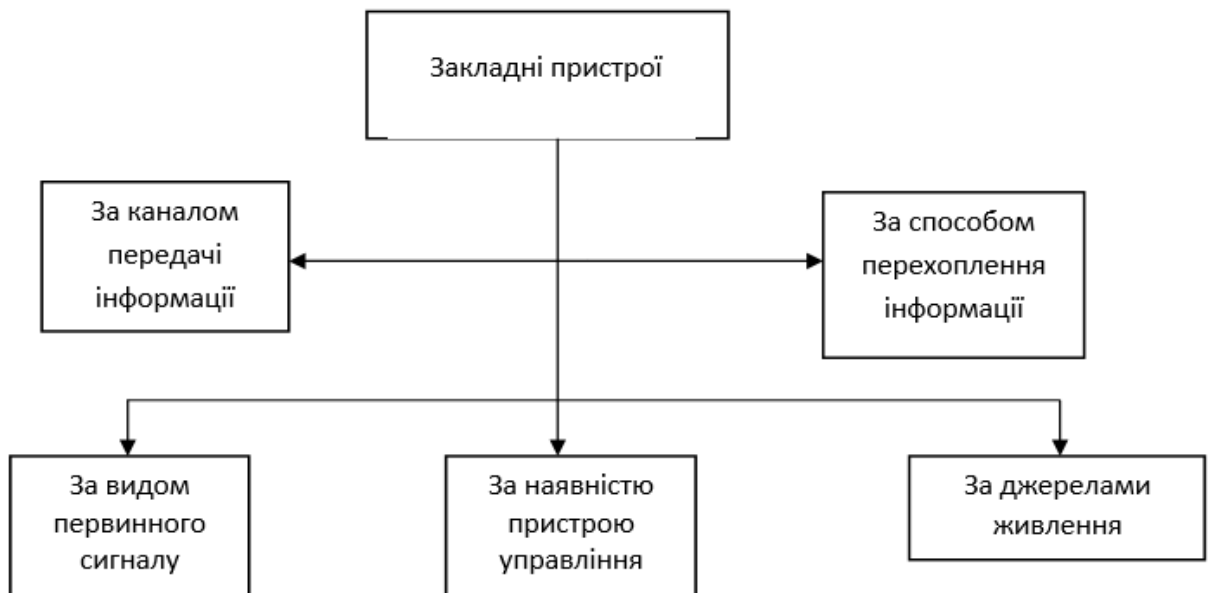 Закладні пристрої
За каналом
передачі
інформації
За способом
перехоплення
інформації
За видом
первинного
сигналу
За наявністю
пристрою
управління
За джерелами
живлення